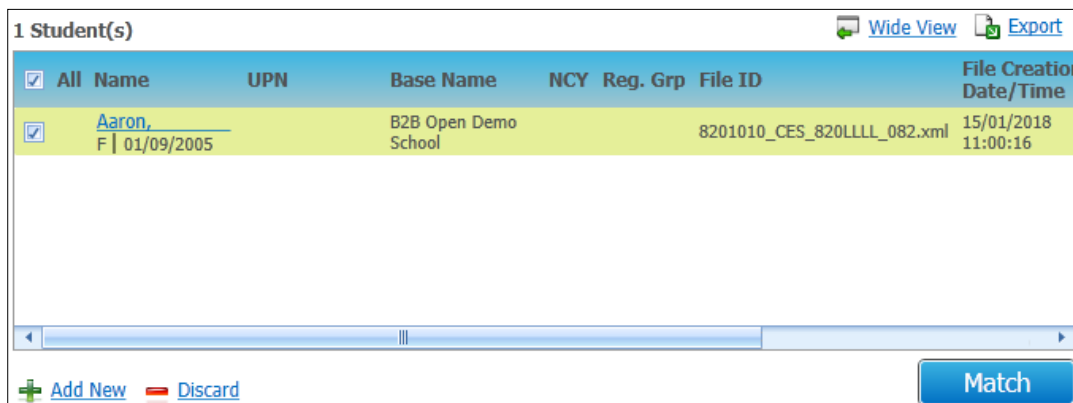 1 Student(s) Wide View Export
All Name UPN Base Name NCY Reg. Grp File ID File Creatio
Date/Time
Aaron, B2B Open Demo 8201010_CES_820LLLL_082.xml 15/01/2018
F | 01/09/2005 School 11:00:16
Add New Discard Match